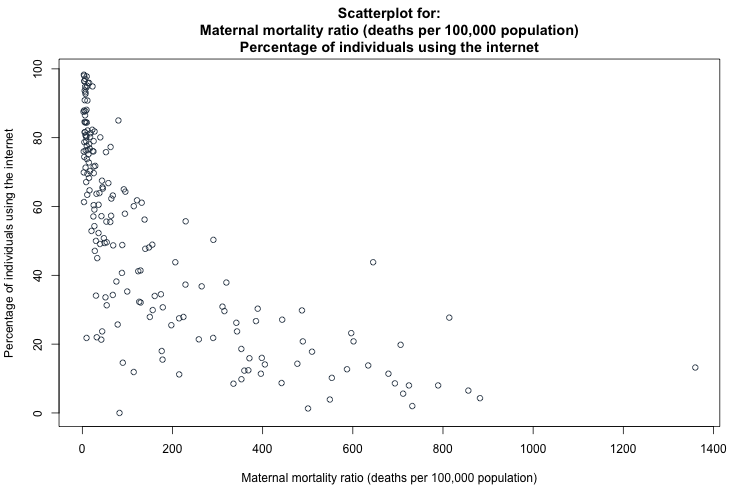 Scatterplot for:
Maternal mortality ratio (deaths per 100,000 population)
Percentage of individuals using the internet
100
80
60
40
20
0
Percentage of individuals using the internet
0 200 400 600 800 1000 1200 1400
Maternal mortality ratio (deaths per 100,000 population)